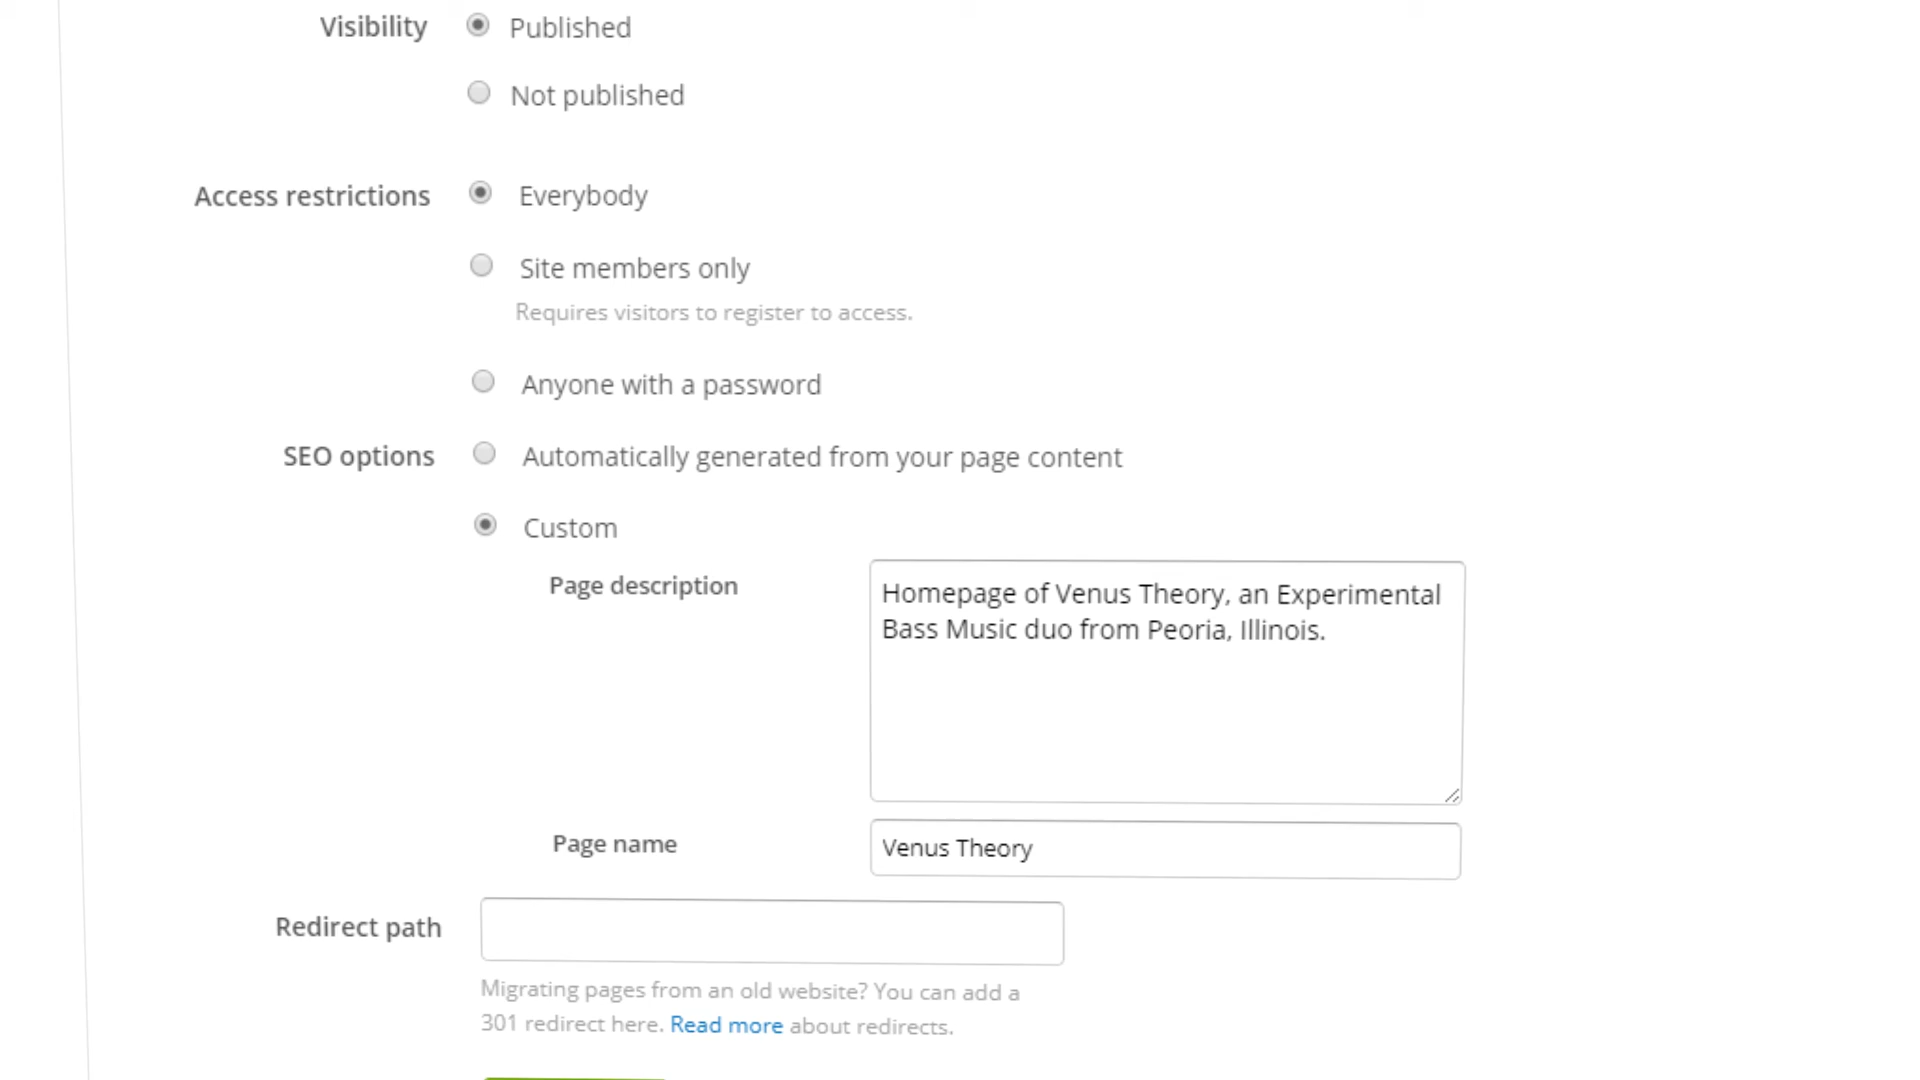 Visibility
Published
Not published
Access restrictions
Everybody
Site members only
Requires visitors to register to access.
Anyone with a password
SEO options
Automatically generated from your page content
Custom
Page description
Homepage of Venus Theory, an Experimental
Bass Music duo from Peoria, Illinois.
Page name
Venus Theory
Redirect path
Migrating pages from an old website? You can add a
301 redirect here. Read more about redirects.